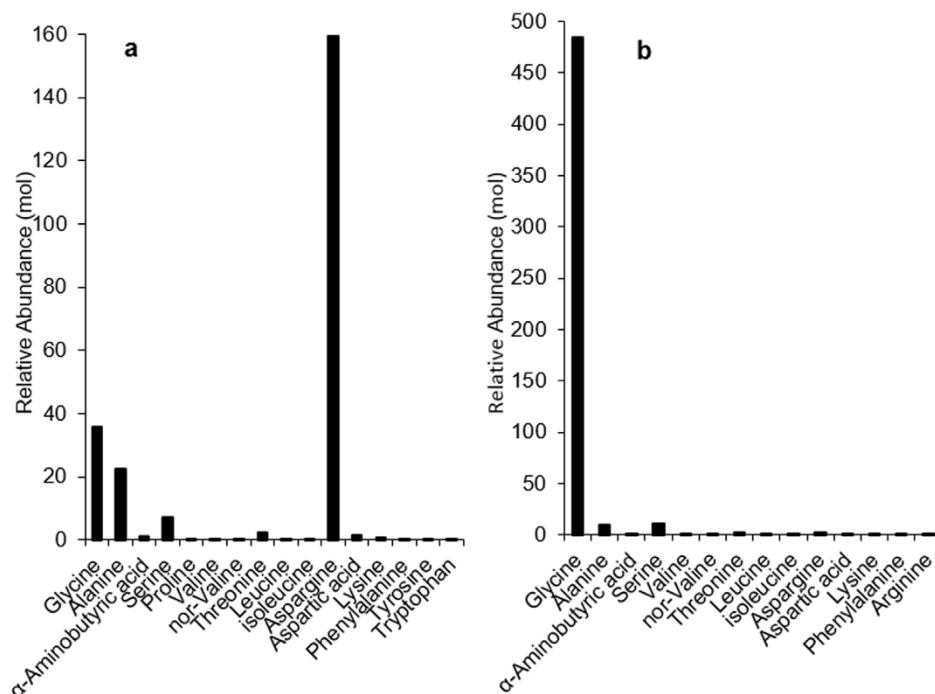 a
Relative Abundance (mol)
160
140
120
100
80
60
40
20
0
Glycine
Alanine
α-Aminobutyric acid
Serine
Proline
Valine
nor-Valine
Threonine
Leucine
isoleucine
Aspargine
Aspartic acid
Lysine
Phenylalanine
Tyrosine
Tryptophan
b
Relative Abundance (mol)
500
450
400
350
300
250
200
150
100
50
0
Glycine
Alanine
α-Aminobutyric acid
Serine
Valine
nor-Valine
Threonine
Leucine
isoleucine
Aspargine
Aspartic acid
Lysine
Phenylalanine
Arginine